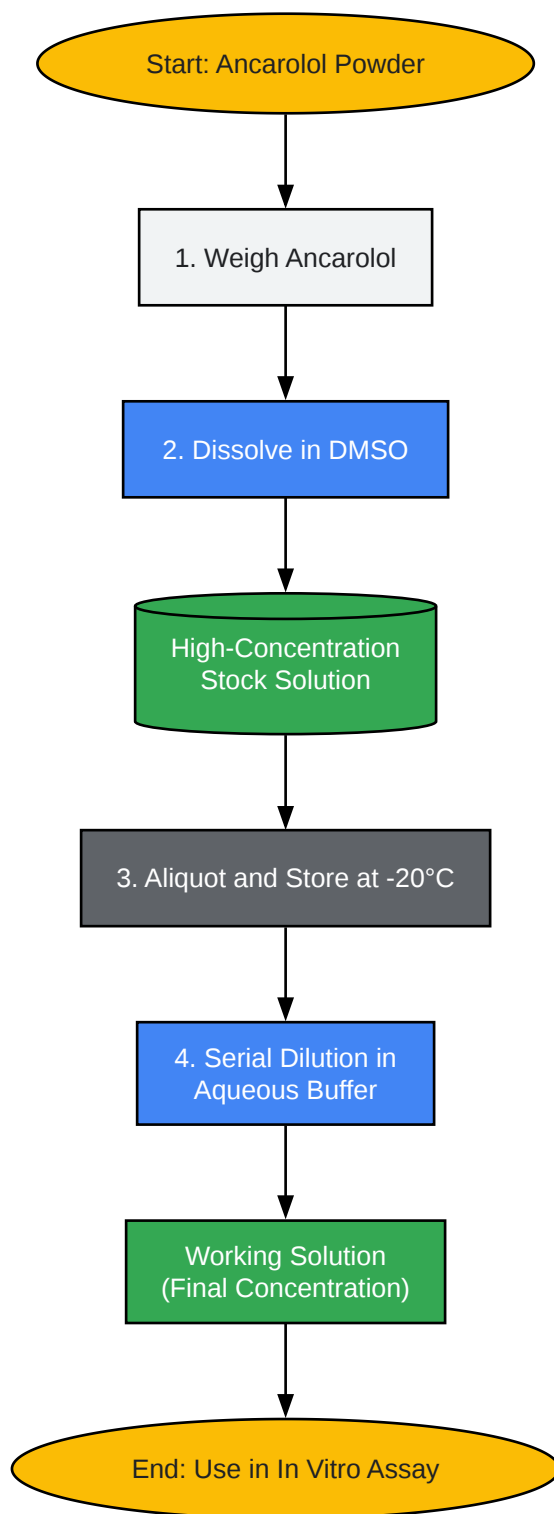 Start: Ancarolol Powder
1. Weigh Ancarolol
2. Dissolve in DMSO
High-Concentration
Stock Solution
3. Aliquot and Store at -20°C
4. Serial Dilution in
Aqueous Buffer
Working Solution
(Final Concentration)
End: Use in In Vitro Assay